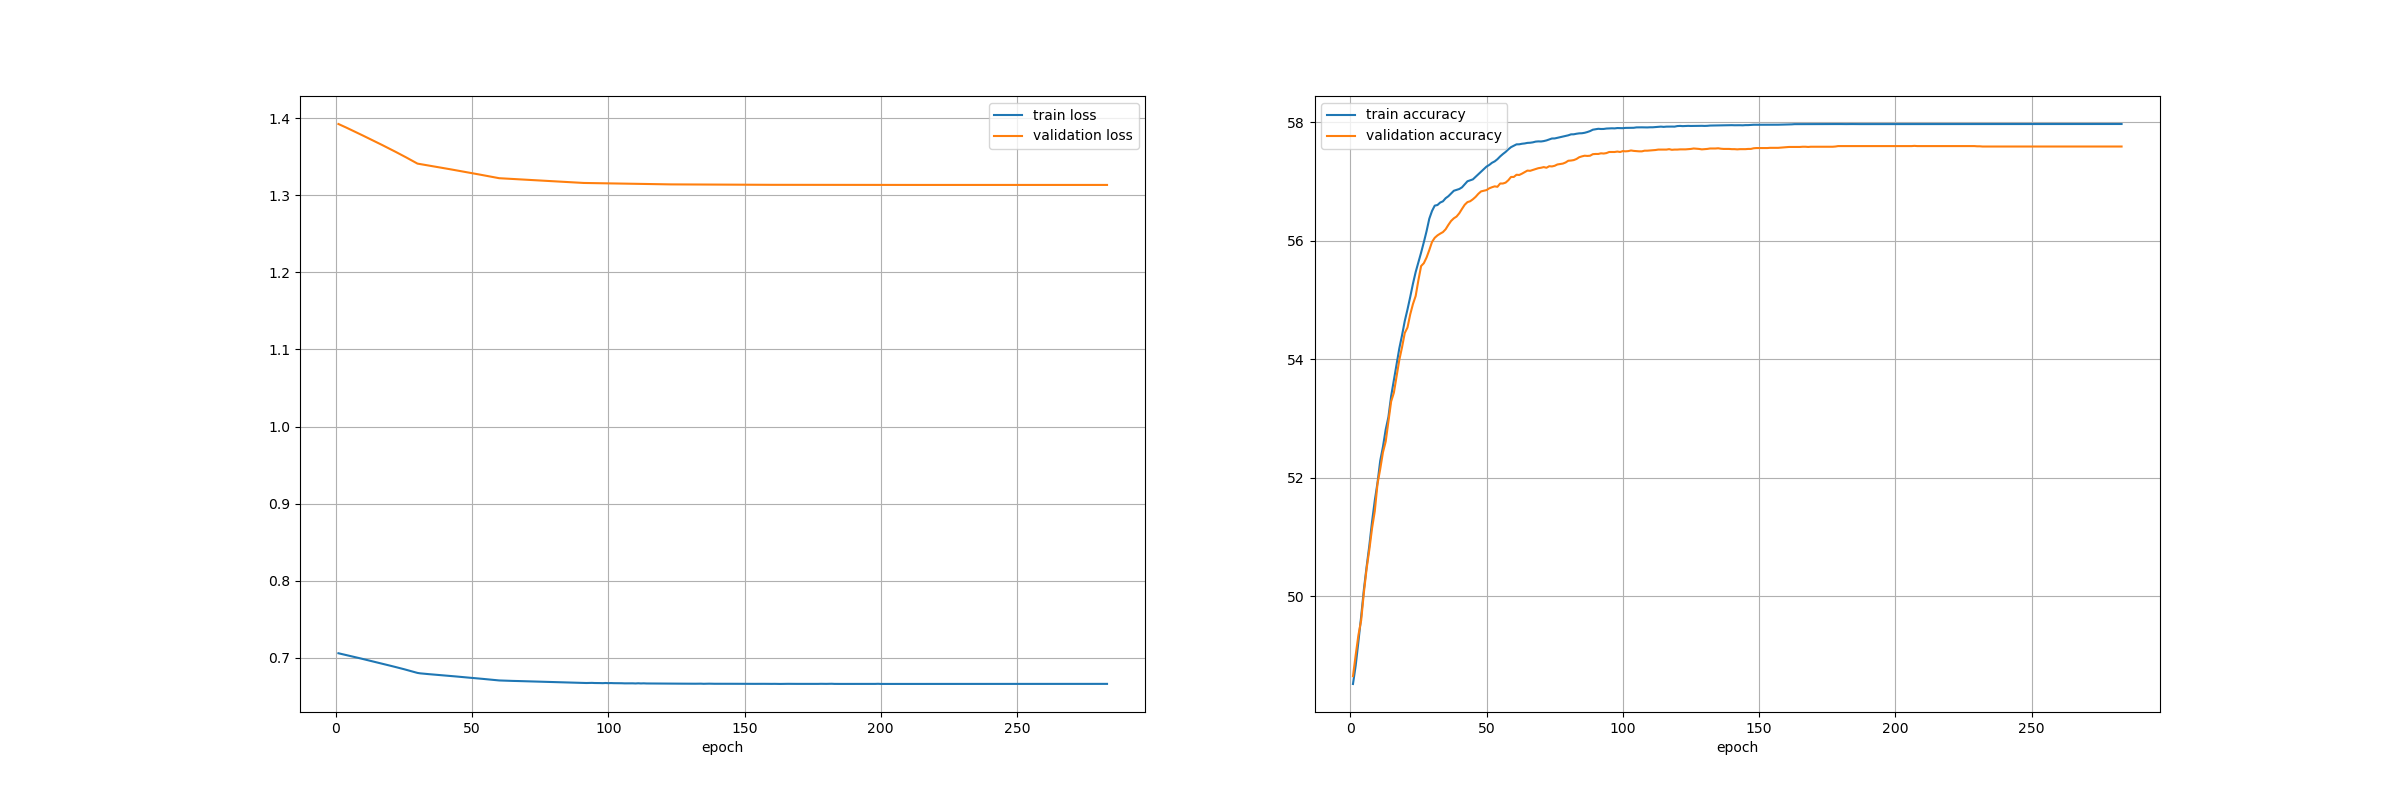 train loss
validation loss
1.4
1.3
1.2
1.1
1.0
0.9
0.8
0.7
0 50 100 150 200 250
epoch
train accuracy
validation accuracy
58
56
54
52
50
0 50 100 150 200 250
epoch